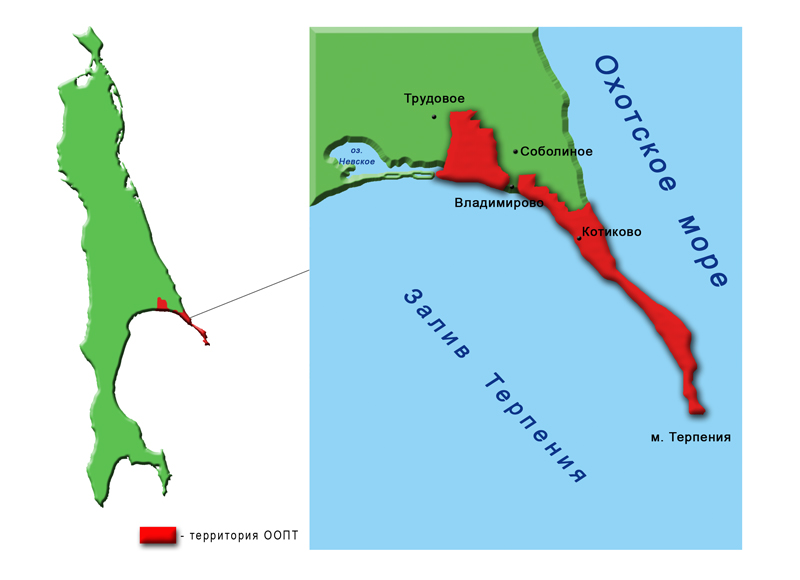 Охотское море
Трудовое
оз.
Невское
Соболиное
Владимирово
Котиково
Залив Терпения
м. Терпения
- территория ООПТ